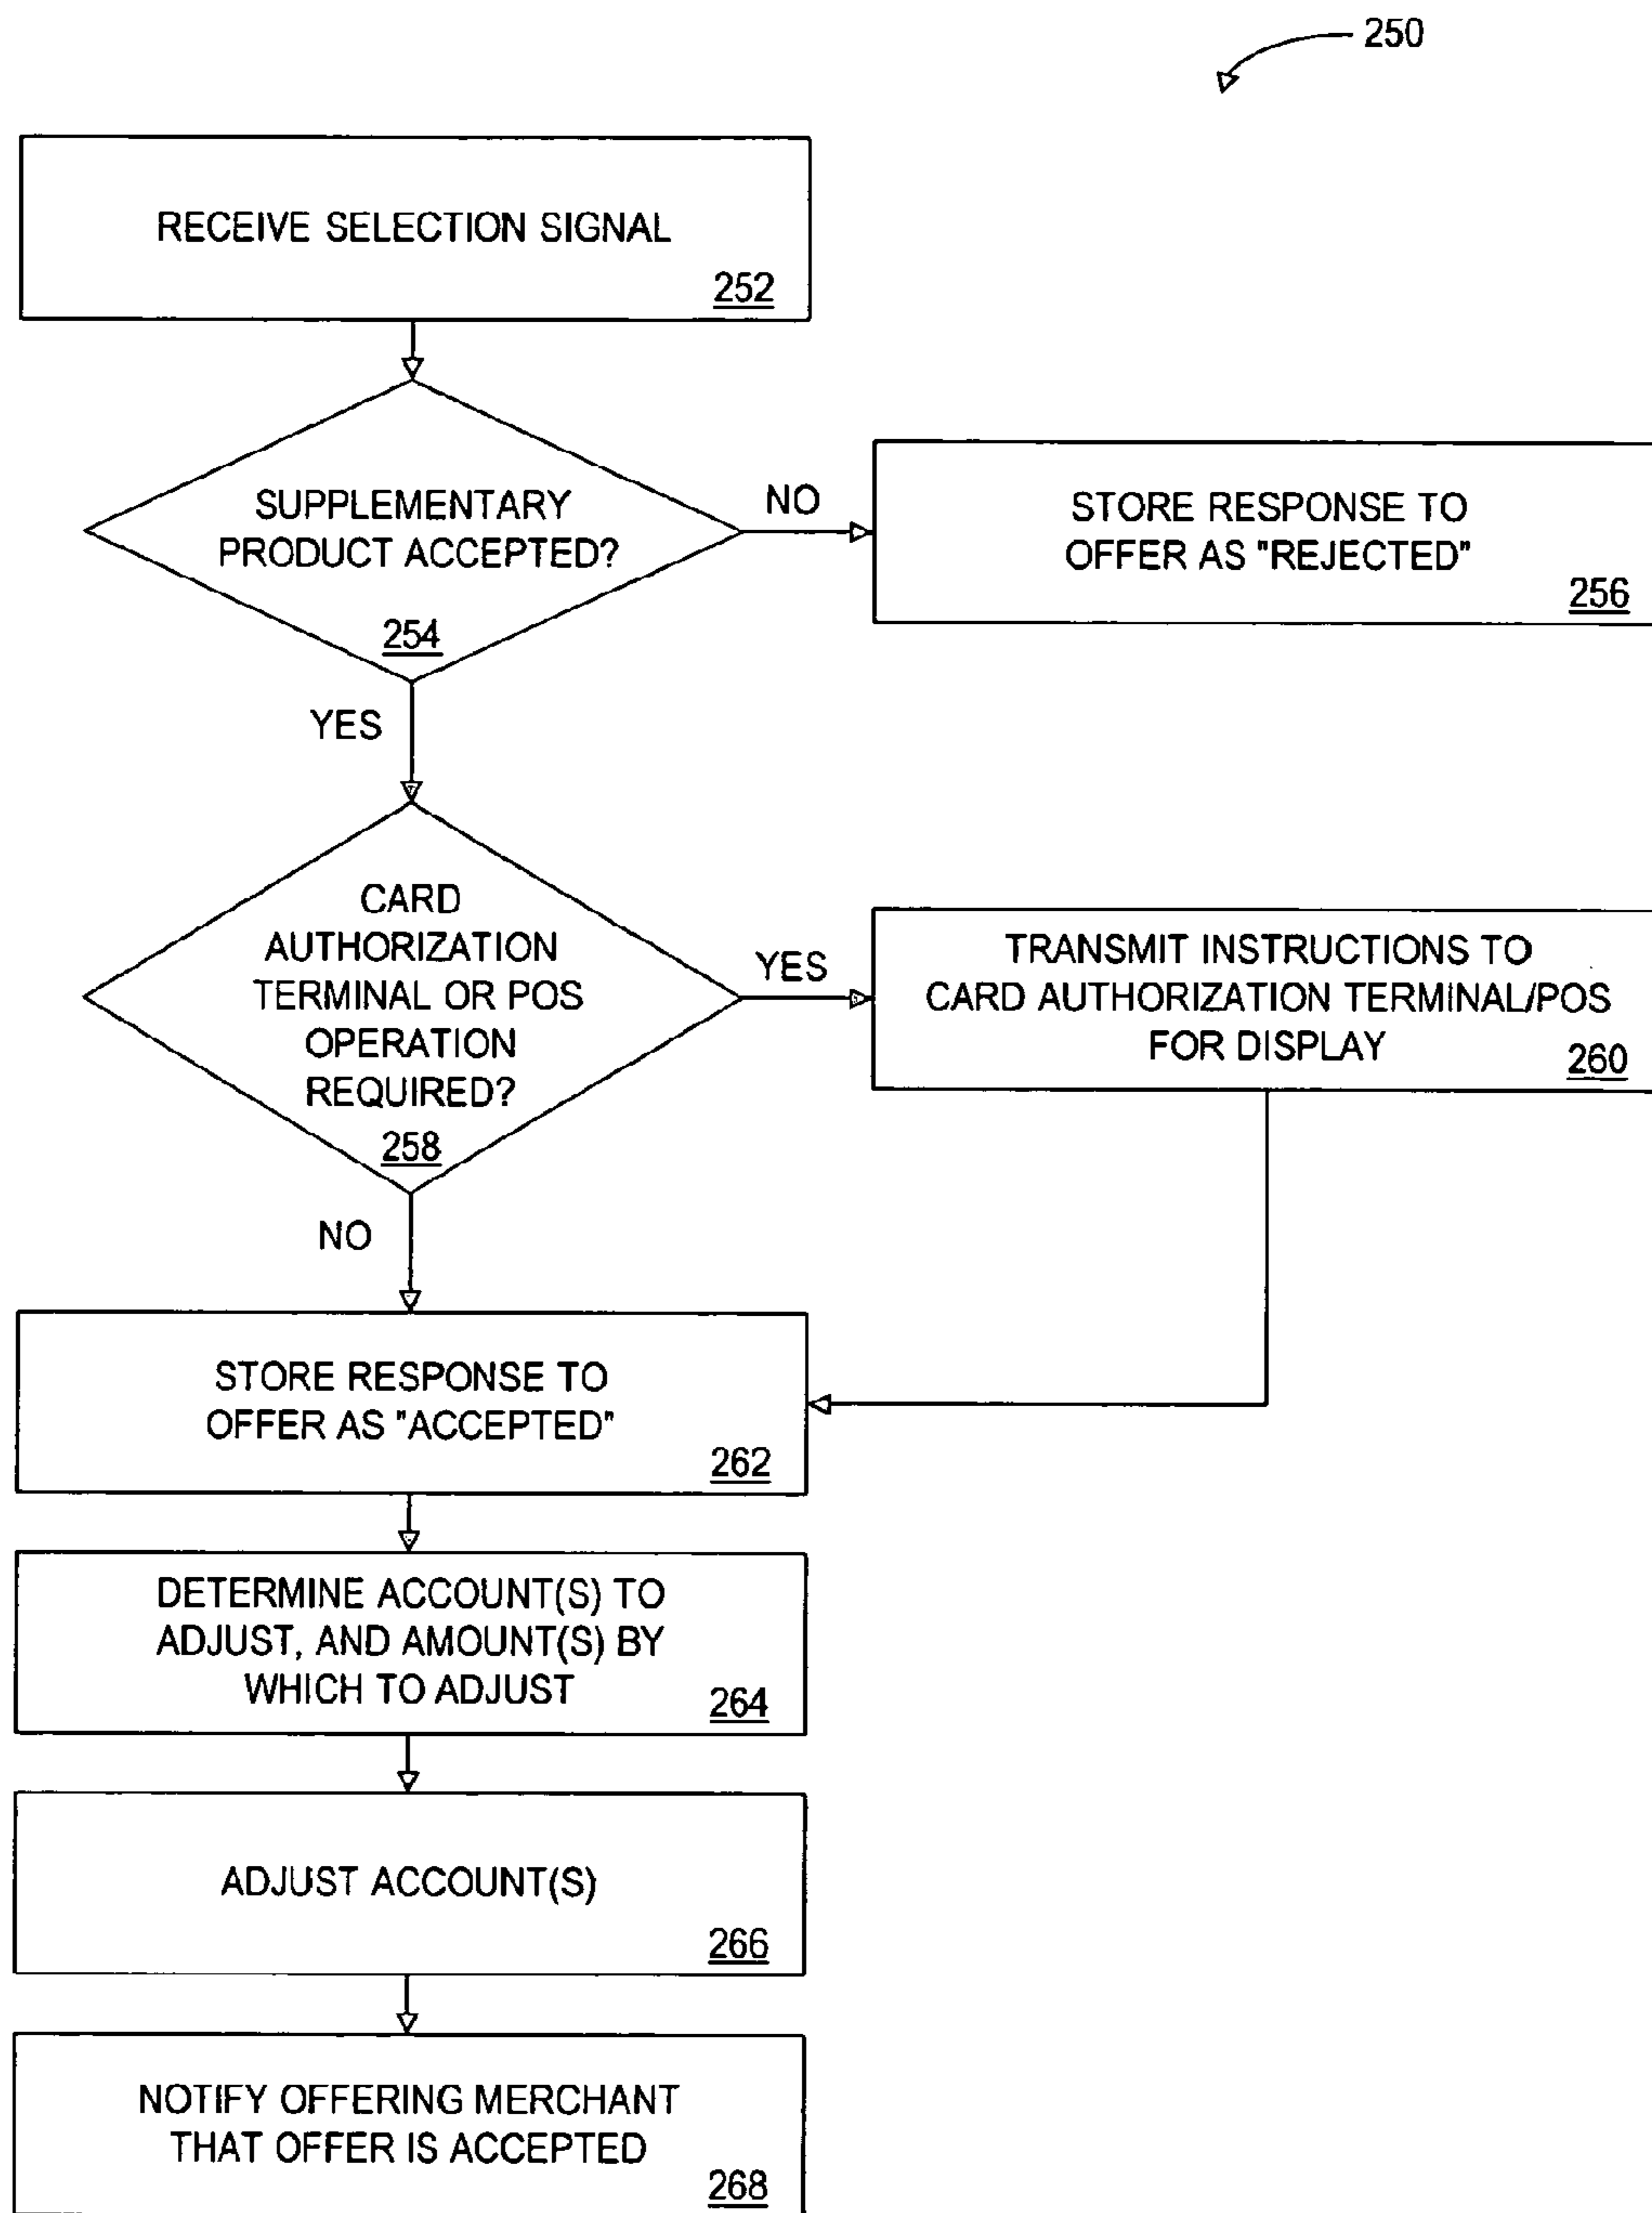 250
RECEIVE SELECTION SIGNAL
252
SUPPLEMENTARY
PRODUCT ACCEPTED?
254
NO
STORE RESPONSE TO
OFFER AS "REJECTED"
256
YES
CARD
AUTHORIZATION
TERMINAL OR POS
OPERATION
REQUIRED?
258
YES
TRANSMIT INSTRUCTIONS TO
CARD AUTHORIZATION TERMINAL/POS
FOR DISPLAY
260
NO
STORE RESPONSE TO
OFFER AS "ACCEPTED"
262
DETERMINE ACCOUNT(S) TO
ADJUST, AND AMOUNT(S) BY
WHICH TO ADJUST
264
ADJUST ACCOUNT(S)
266
NOTIFY OFFERING MERCHANT
THAT OFFER IS ACCEPTED
268